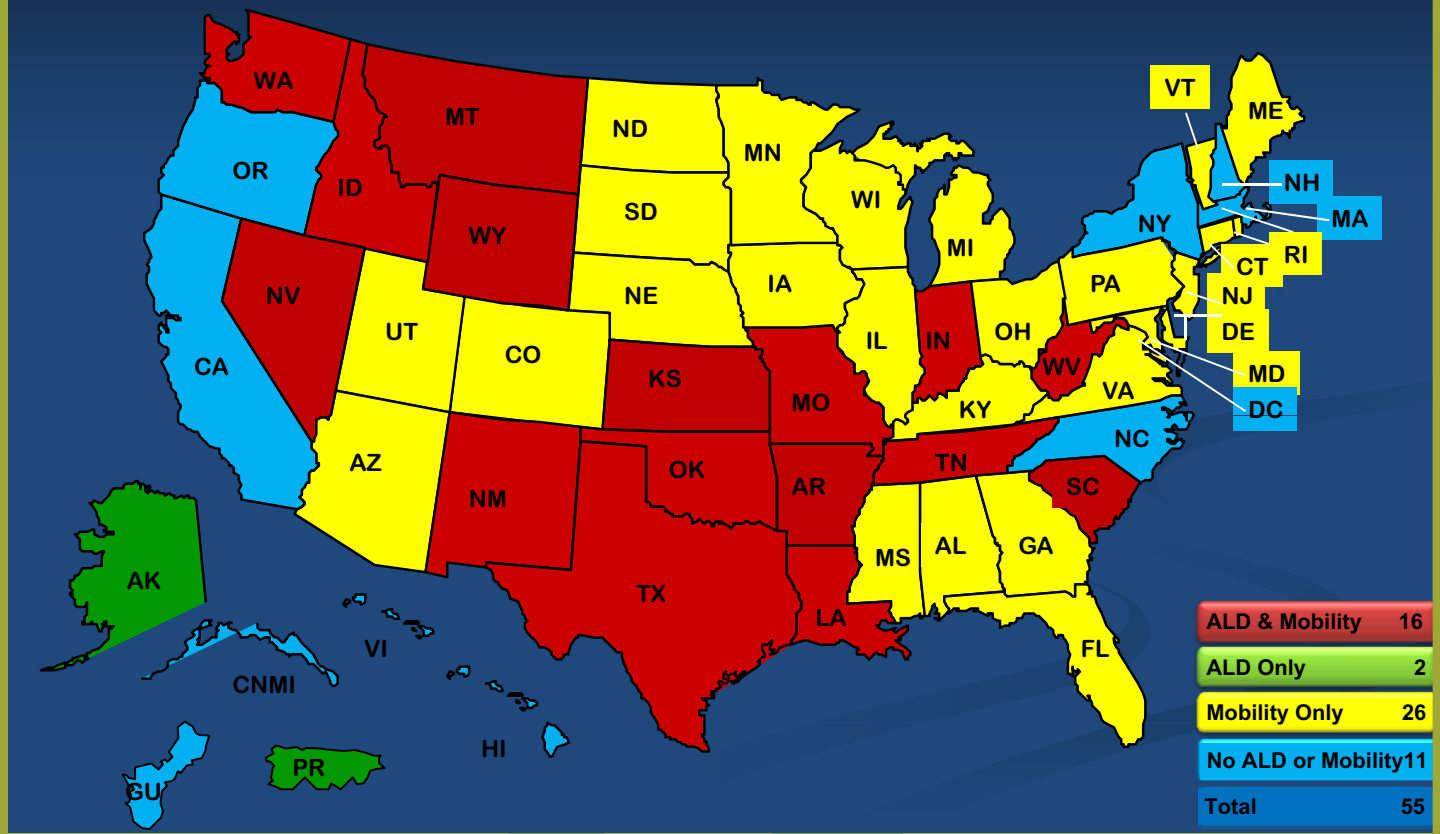 VT
ME
WA
MT
ND
MN
OR
ID
SD
WI
NH
MA
NY
WY
MI
RI
CT
NV
NE
IA
PA
NJ
UT
CO
IL
IN
OH
DE
CA
KS
WV
MD
MO
KY
VA
DC
NC
AZ
OK
TN
NM
AR
SC
MS
AL
GA
AK
TX
LA
FL
VI
CNMI
HI
PR
GU
ALD & Mobility 16
ALD Only 2
Mobility Only 26
No ALD or Mobility11
Total 55